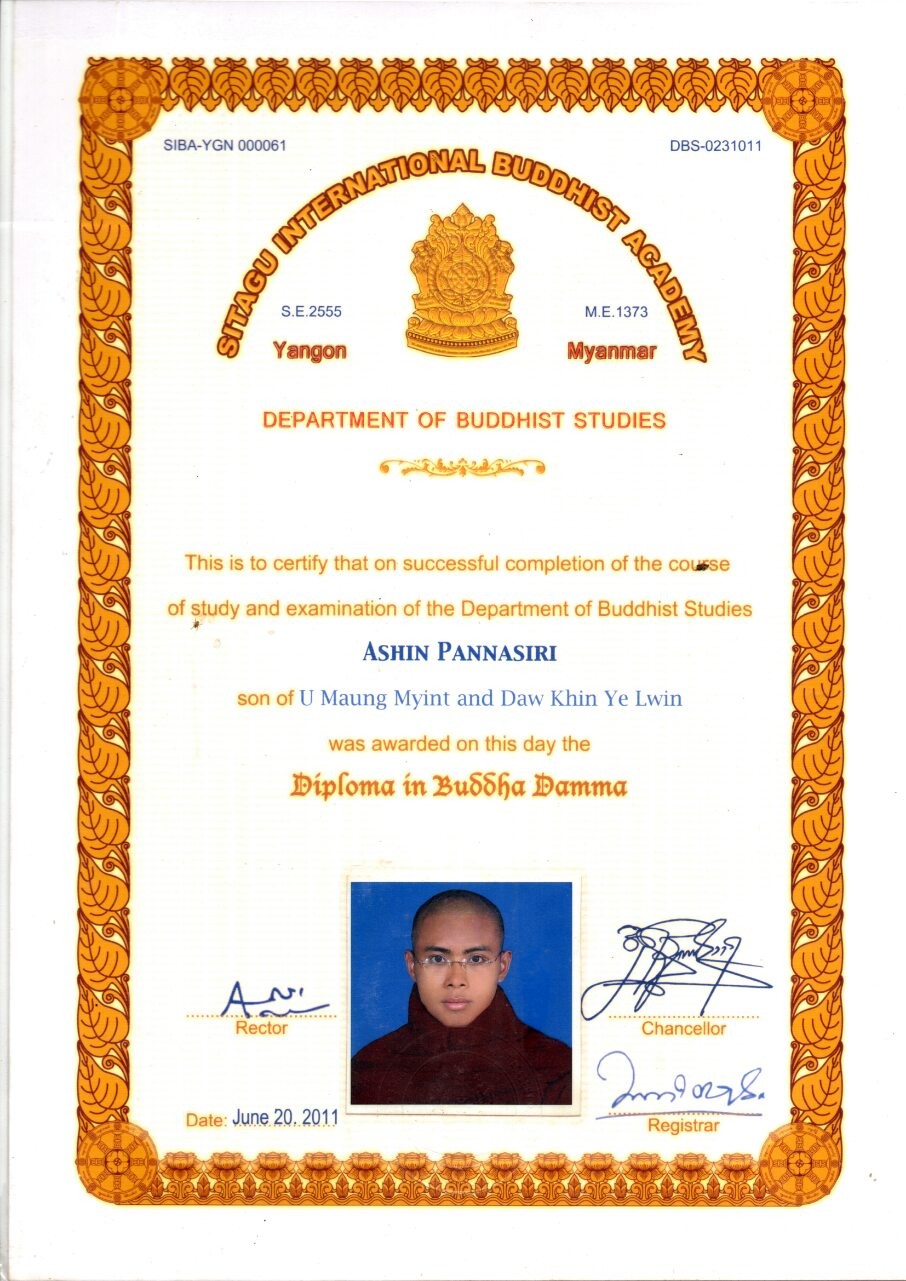 SIBA-YGN 000061
DBS-0231011
SITAGU INTERNATIONAL BUDDHIST ACADEMY
S.E.2555
M.E.1373
Yangon
Myanmar
DEPARTMENT OF BUDDHIST STUDIES
This is to certify that on successful completion of the course
of study and examination of the Department of Buddhist Studies
ASHIN PANNASIRI
son of U Maung Myint and Daw Khin Ye Lwin
was awarded on this day the
Diploma in Buddha Damma
Rector
Chancellor
Date: June 20, 2011
Registrar